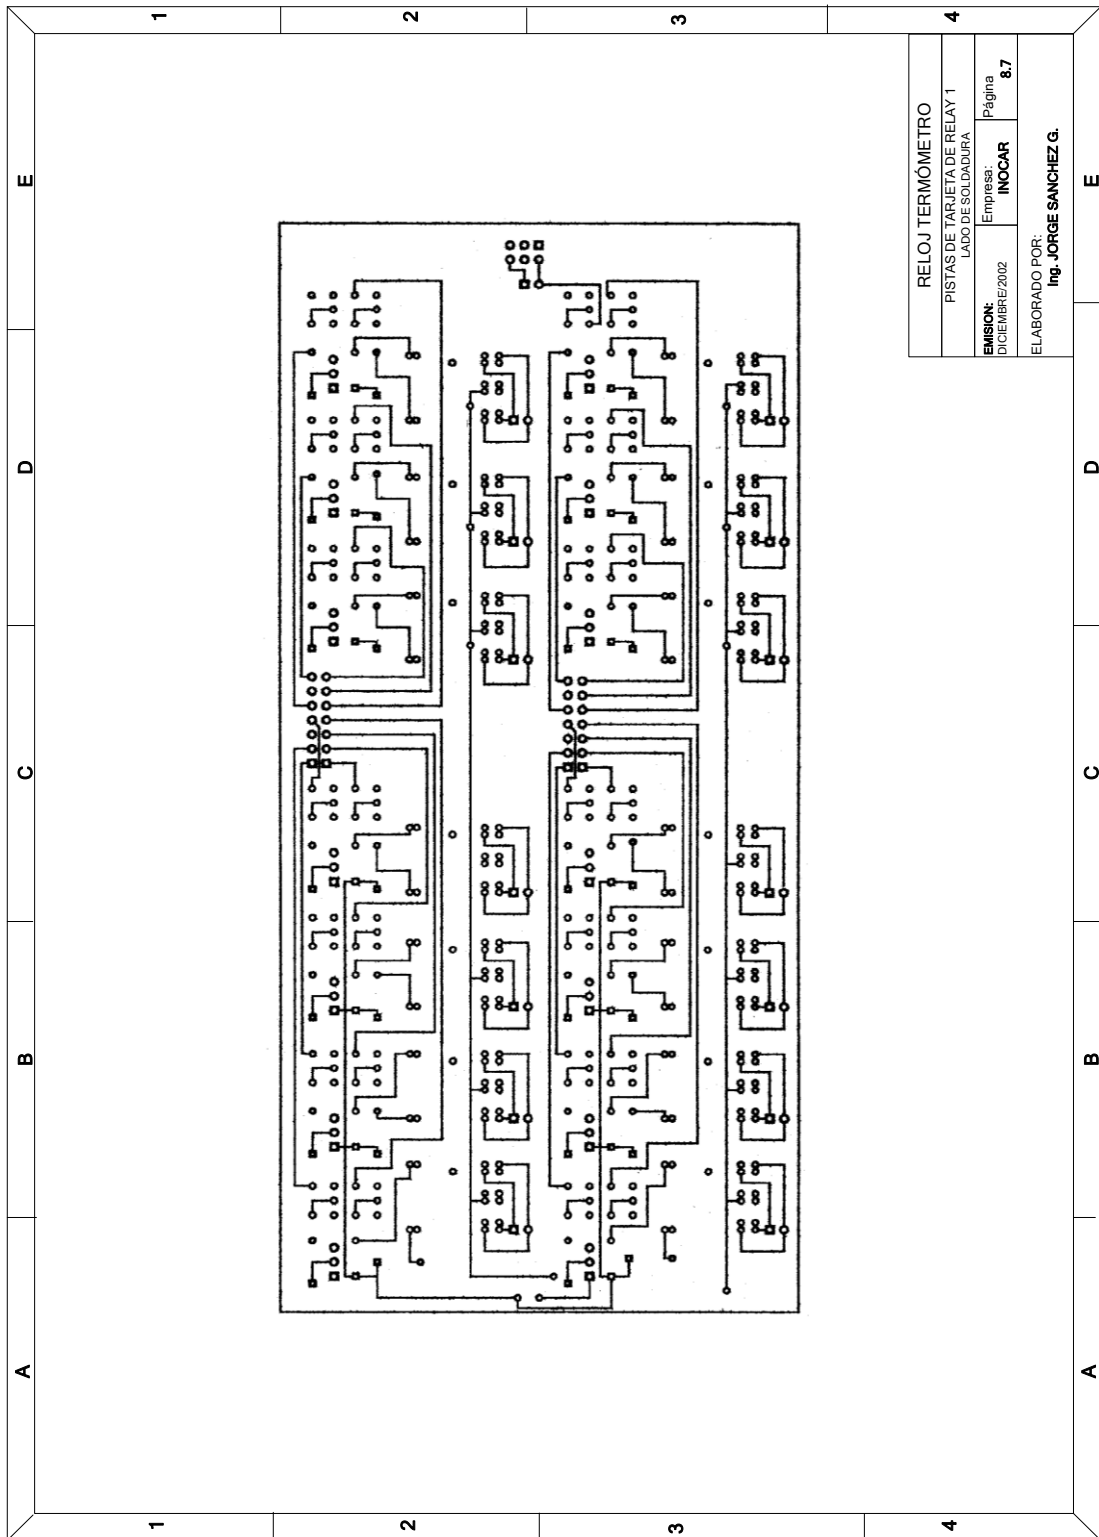 1
2
3
4
E
D
C
B
A
RELOJ TERMÓMETRO
PISTAS DE TARJETA DE RELAY 1
LADO DE SOLDADURA
EMISION:
DICIEMBRE/2002
Empresa:
INOCAR
Página
8.7
ELABORADO POR:
Ing. JORGE SANCHEZ G.
E
D
C
B
A
1
2
3
4